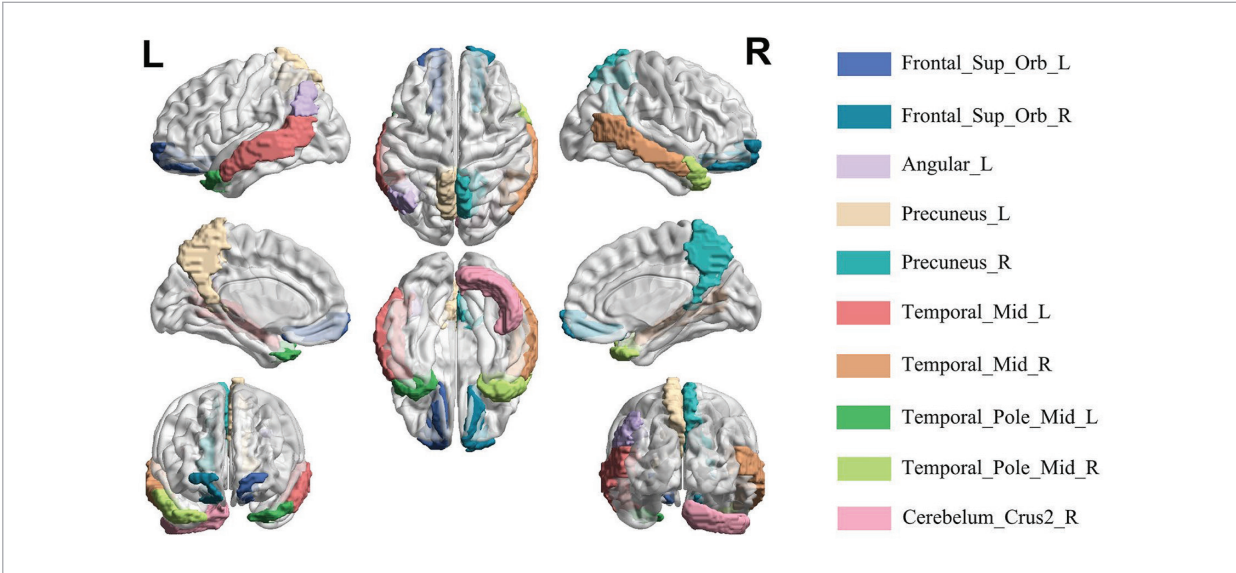 L
R
Frontal_Sup_Orb_L
Frontal_Sup_Orb_R
Angular_L
Precuneus_L
Precuneus_R
Temporal_Mid_L
Temporal_Mid_R
Temporal_Pole_Mid_L
Temporal_Pole_Mid_R
Cerebelum_Crus2_R